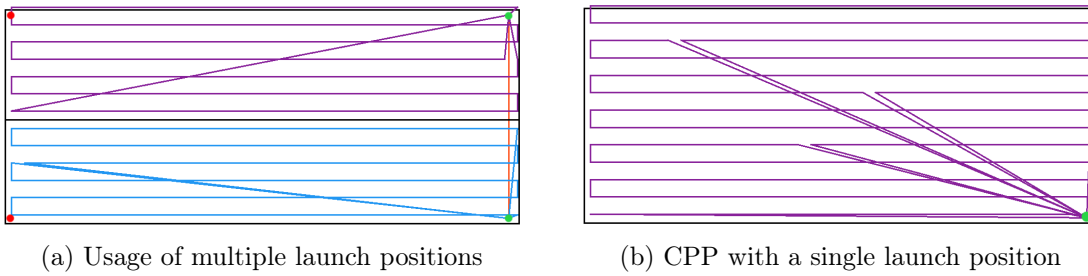 (a) Usage of multiple launch positions
(b) CPP with a single launch position